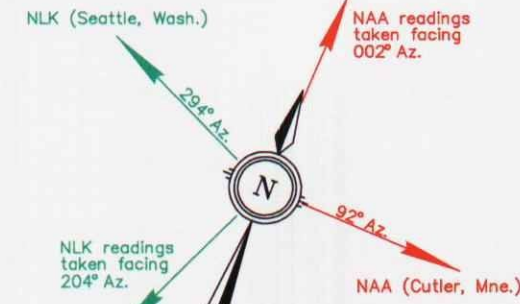 NLK (Seattle, Wash.)
NAA readings
taken facing
002° Az.
294° Az.
N
92° Az.
NLK readings
taken facing
204° Az.
NAA (Cutler, Mne.)